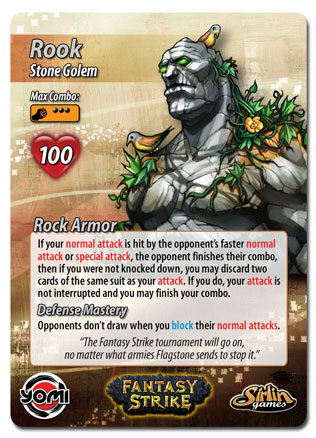 Rook
Stone Golem
Max Combo:
100
Rock Armor
If your normal attack is hit by the opponent's faster normal
attack or special attack, the opponent finishes their combo,
then if you were not knocked down, you may discard two
cards of the same suit as your attack. If you do, your attack is
not interrupted and you may finish your combo.
Defense Mastery
Opponents don't draw when you block their normal attacks.
"The Fantasy Strike tournament will go on,
no matter what armies Flagstone sends to stop it."
YOMI
FANTASY
STRIKE
Sirlin
games